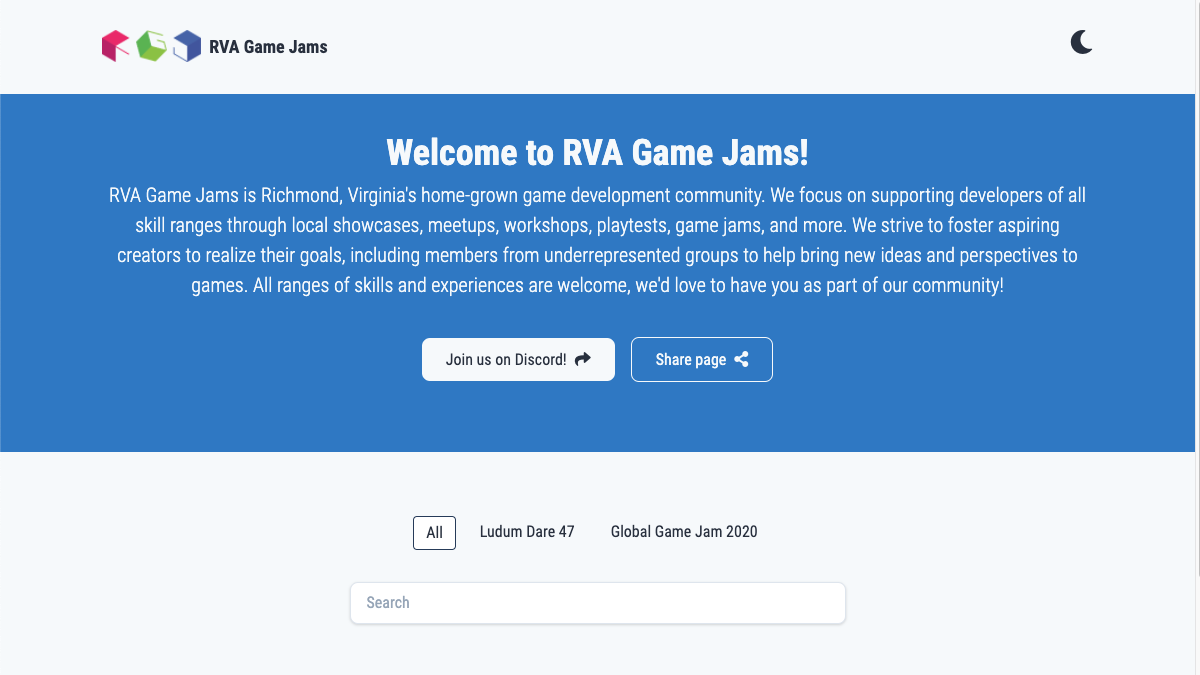 RVA Game Jams
Welcome to RVA Game Jams!
RVA Game Jams is Richmond, Virginia's home-grown game development community. We focus on supporting developers of all
skill ranges through local showcases, meetups, workshops, playtests, game jams, and more. We strive to foster aspiring
creators to realize their goals, including members from underrepresented groups to help bring new ideas and perspectives to
games. All ranges of skills and experiences are welcome, we'd love to have you as part of our community!
Join us on Discord!
Share page
All
Ludum Dare 47
Global Game Jam 2020
Search